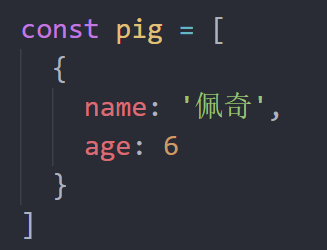 const pig = [
  {
    name: '佩奇',
    age: 6
  }
]